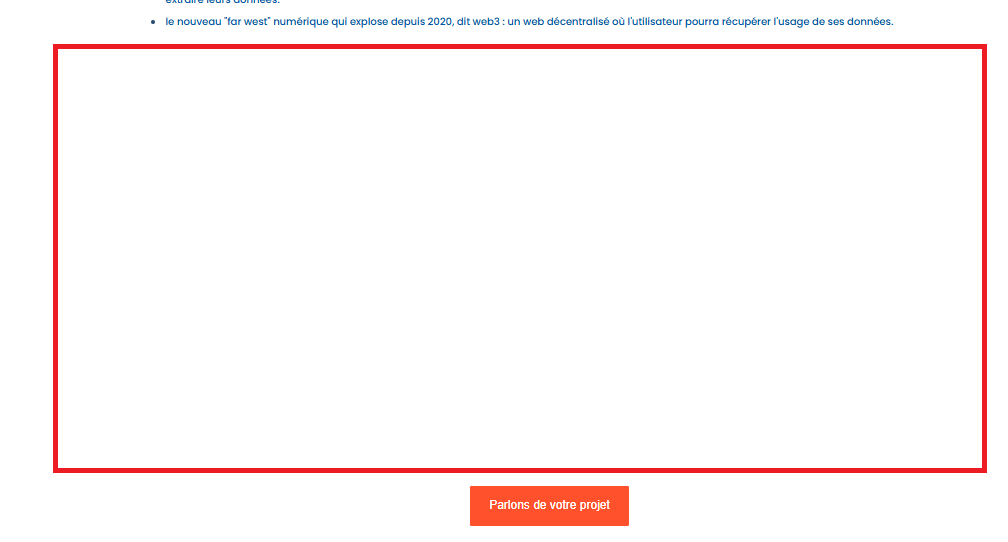 extraire leurs données.
le nouveau "far west" numérique qui explose depuis 2020, dit web3 : un web décentralisé où l'utilisateur pourra récupérer l'usage de ses données.
Parlons de votre projet